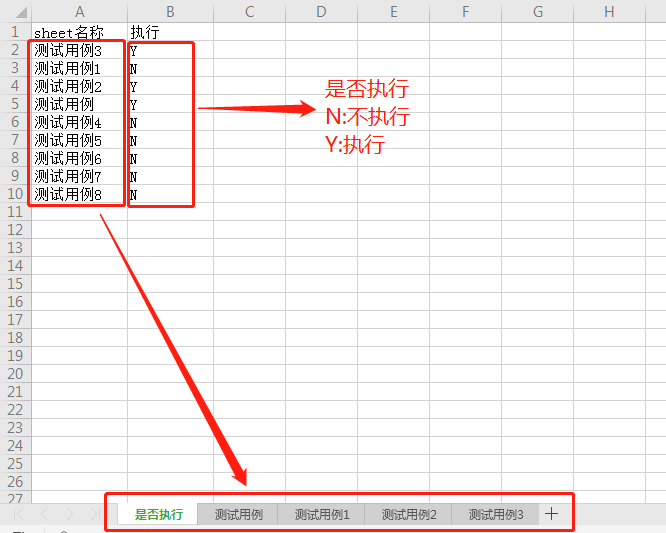 A B C D E F G H
1 sheet名称 执行
2 测试用例3 Y
3 测试用例1 N
4 测试用例2 Y
5 测试用例 Y
6 测试用例4 N
7 测试用例5 N
8 测试用例6 N
9 测试用例7 N
10 测试用例8 N
是否执行
N:不执行
Y:执行
11
12
13
14
15
16
17
18
19
20
21
22
23
24
25
26
27
是否执行 测试用例 测试用例1 测试用例2 测试用例3